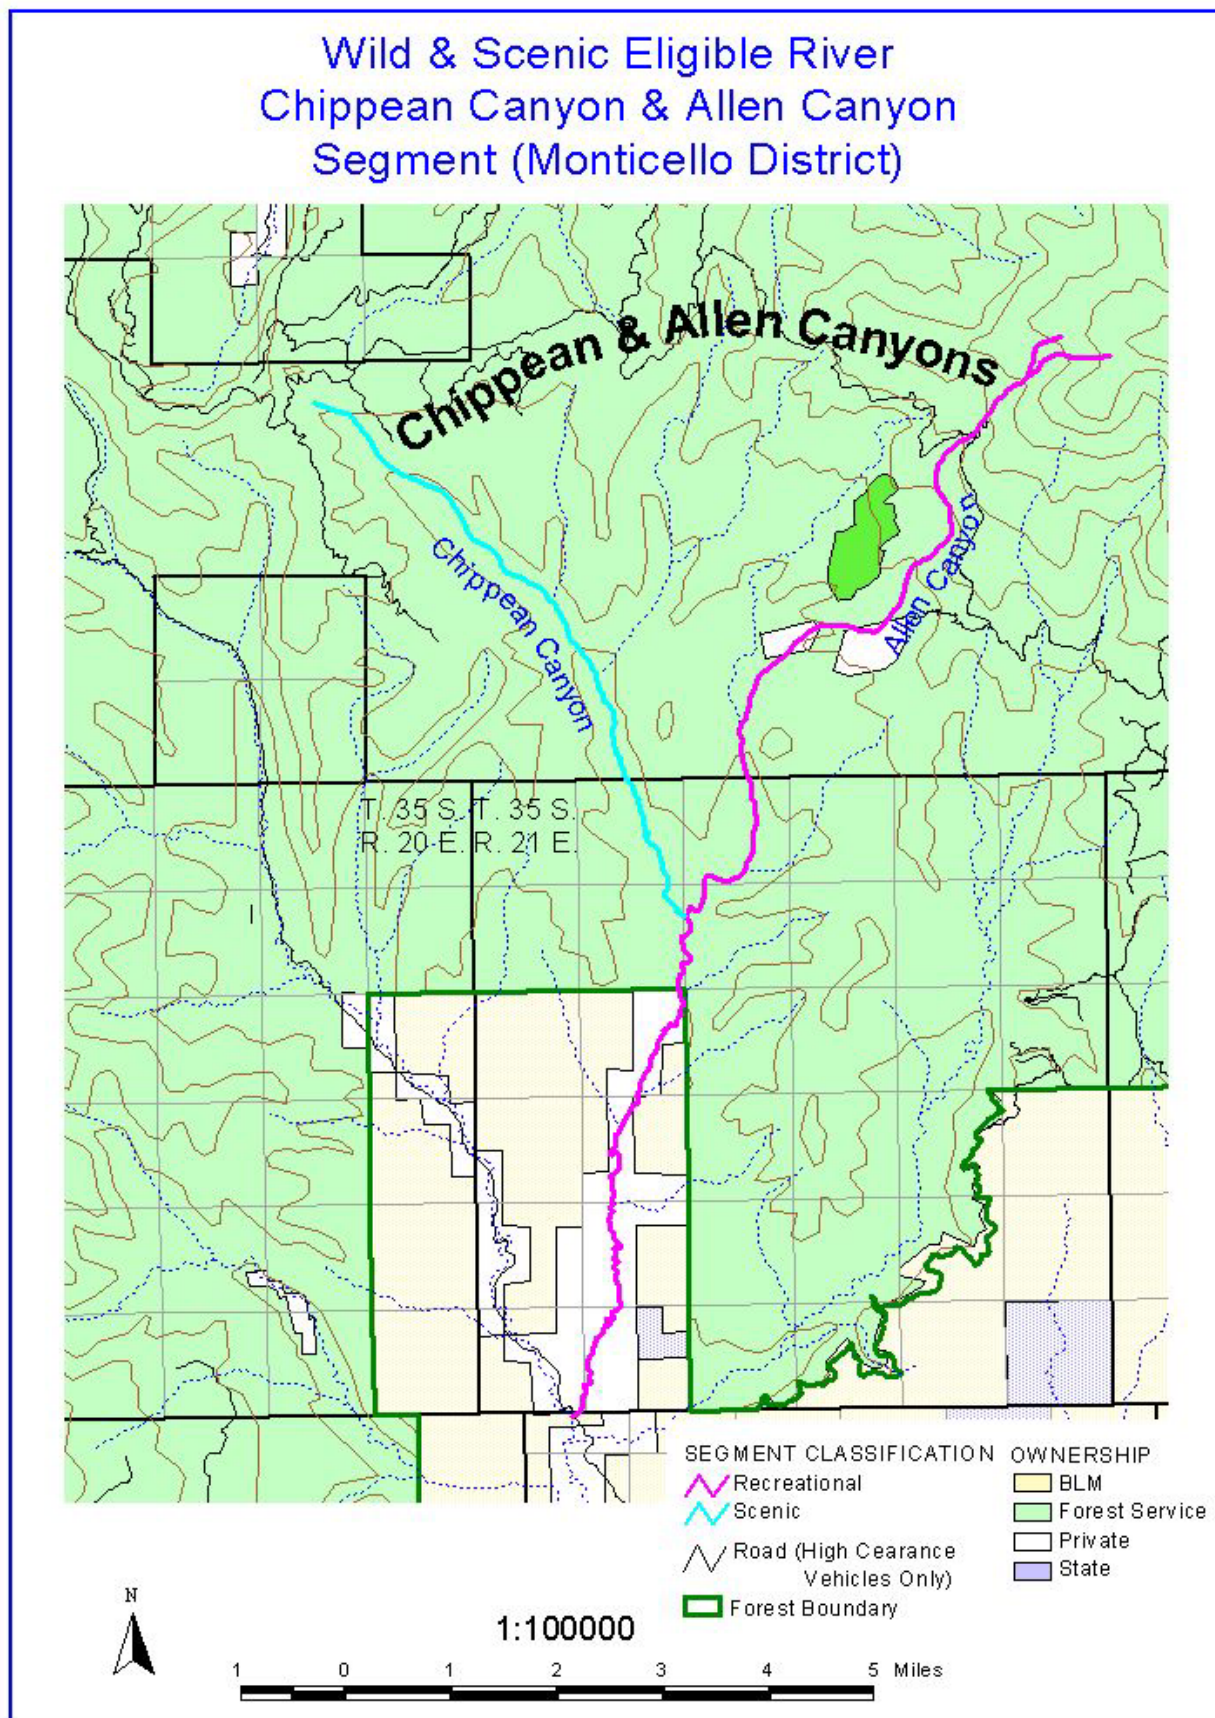 Wild & Scenic Eligible River
Chippean Canyon & Allen Canyon
Segment (Monticello District)
Chippean & Allen Canyons
Chippean Canyon
Allen Canyon
T. 35 S. T. 35 S.
R. 20 E. R. 21 E.
SEGMENT CLASSIFICATION
Recreational
Scenic
Road (High Cearance
Vehicles Only)
Forest Boundary
OWNERSHIP
BLM
Forest Service
Private
State
N
1:100000
1 0 1 2 3 4 5 Miles